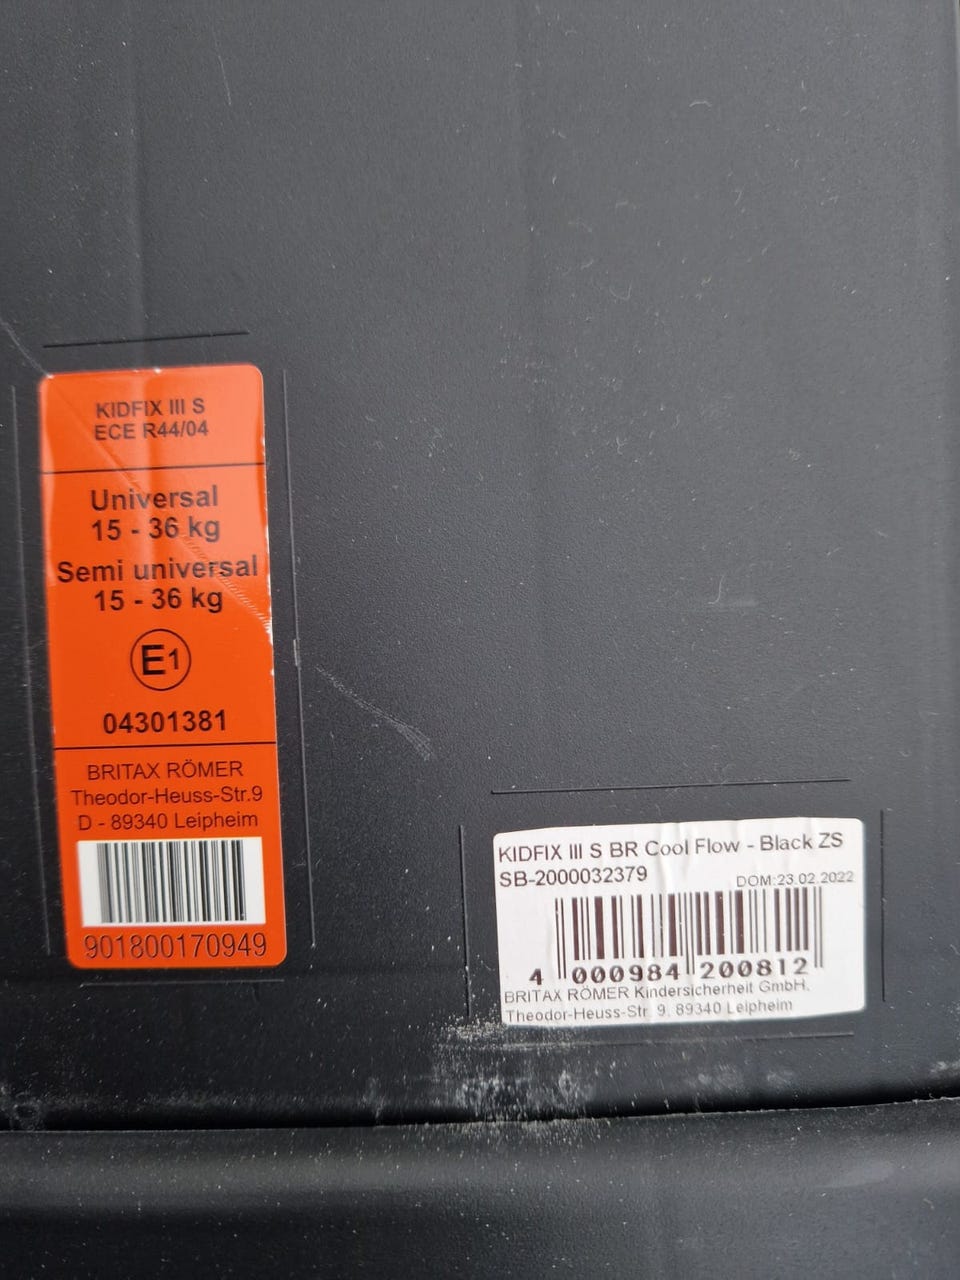 KIDFIX III S
ECE R44/04
Universal
15 - 36 kg
Semi universal
15 - 36 kg
E1
04301381
BRITAX RÖMER
Theodor-Heuss-Str.9
D - 89340 Leipheim
901800170949
KIDFIX III S BR Cool Flow - Black ZS
SB-2000032379
DOM:23.02.2022
4 000984 200812
BRITAX RÖMER Kindersicherheit GmbH,
Theodor-Heuss-Str. 9, 89340 Leipheim